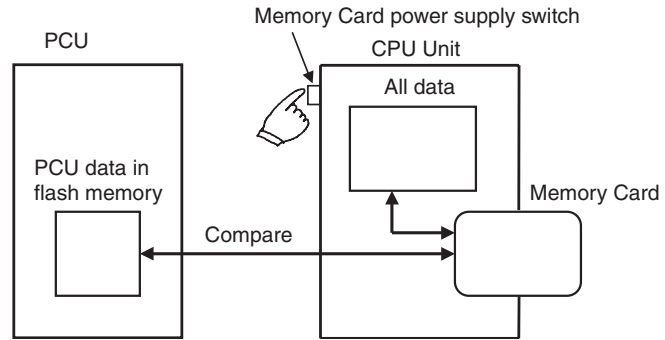 Memory Card power supply switch
PCU
CPU Unit
All data
PCU data in
flash memory
Memory Card
Compare